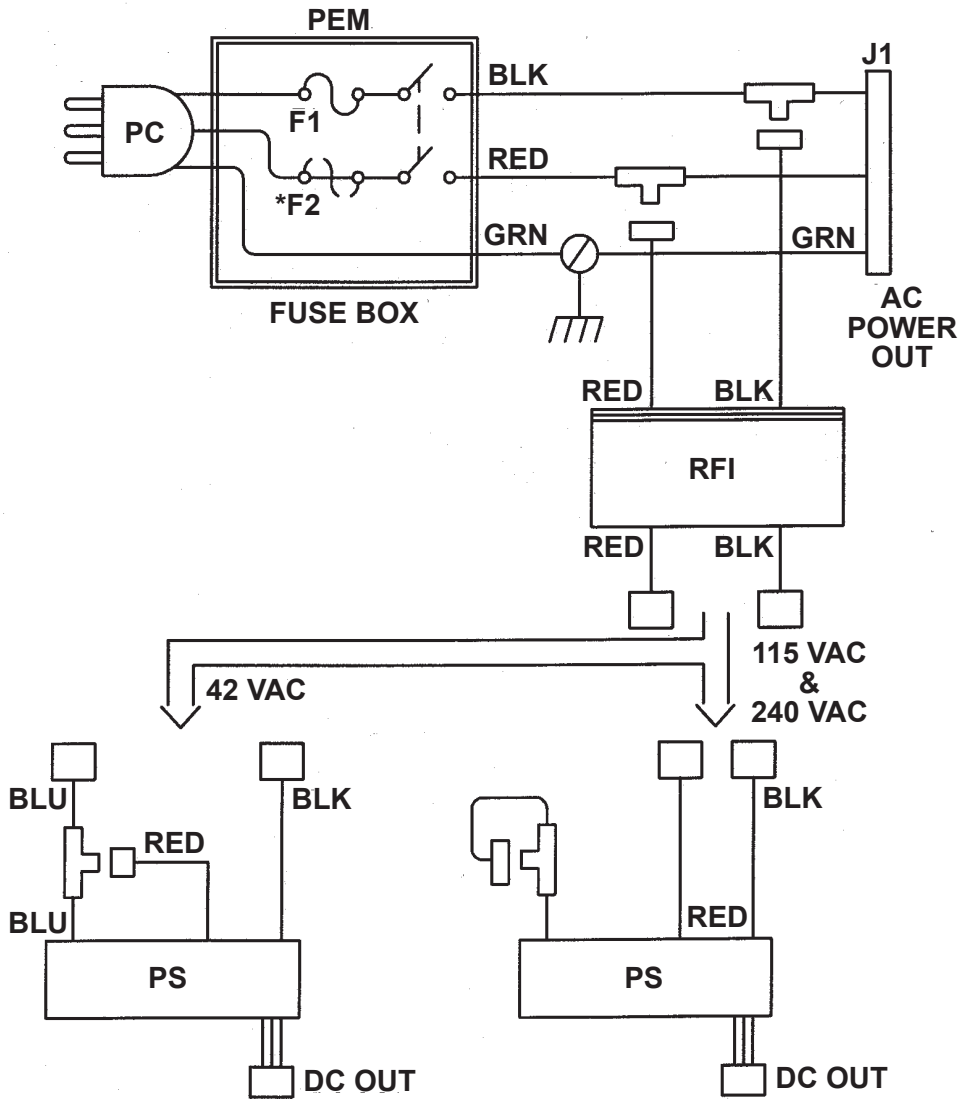 PEM
J1
BLK
PC
F1
RED
*F2
GRN
GRN
FUSE BOX
AC
POWER
OUT
RED
BLK
RFI
RED
BLK
115 VAC
&
240 VAC
42 VAC
BLU
BLK
BLK
RED
BLU
RED
PS
PS
DC OUT
DC OUT